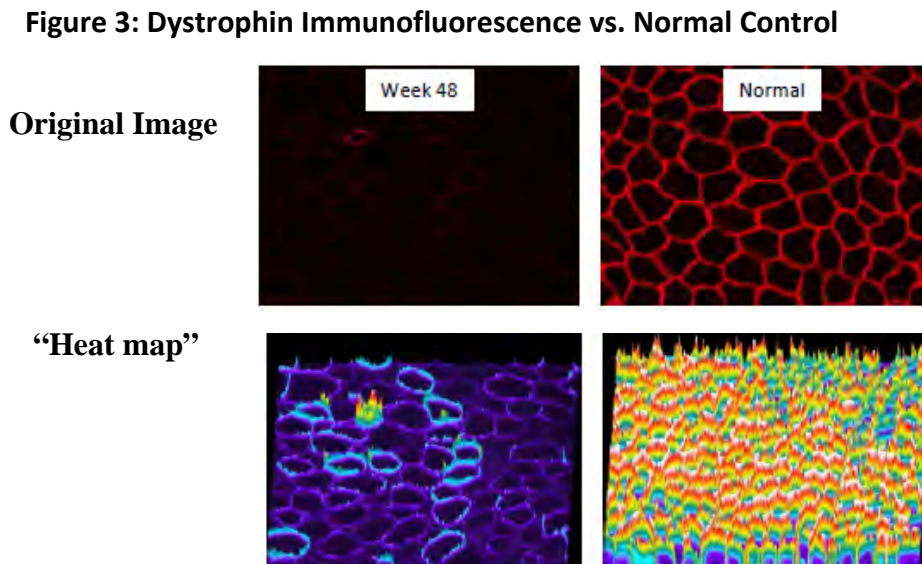 Figure 3: Dystrophin Immunofluorescence vs. Normal Control
Week 48
Normal
Original Image
“Heat map”